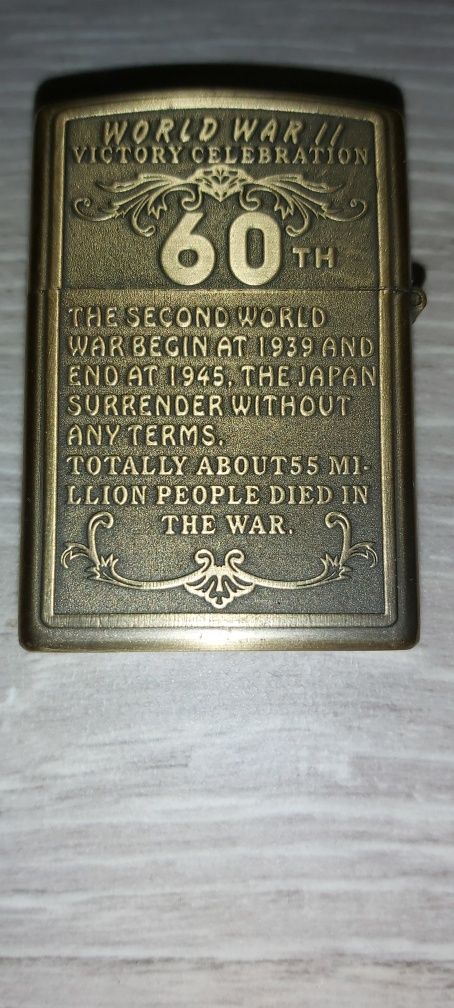 WORLD WAR II
VICTORY CELEBRATION
60TH
THE SECOND WORLD
WAR BEGIN AT 1939 AND
END AT 1945, THE JAPAN
SURRENDER WITHOUT
ANY TERMS.
TOTALLY ABOUT55 MI-
LLION PEOPLE DIED IN
THE WAR.